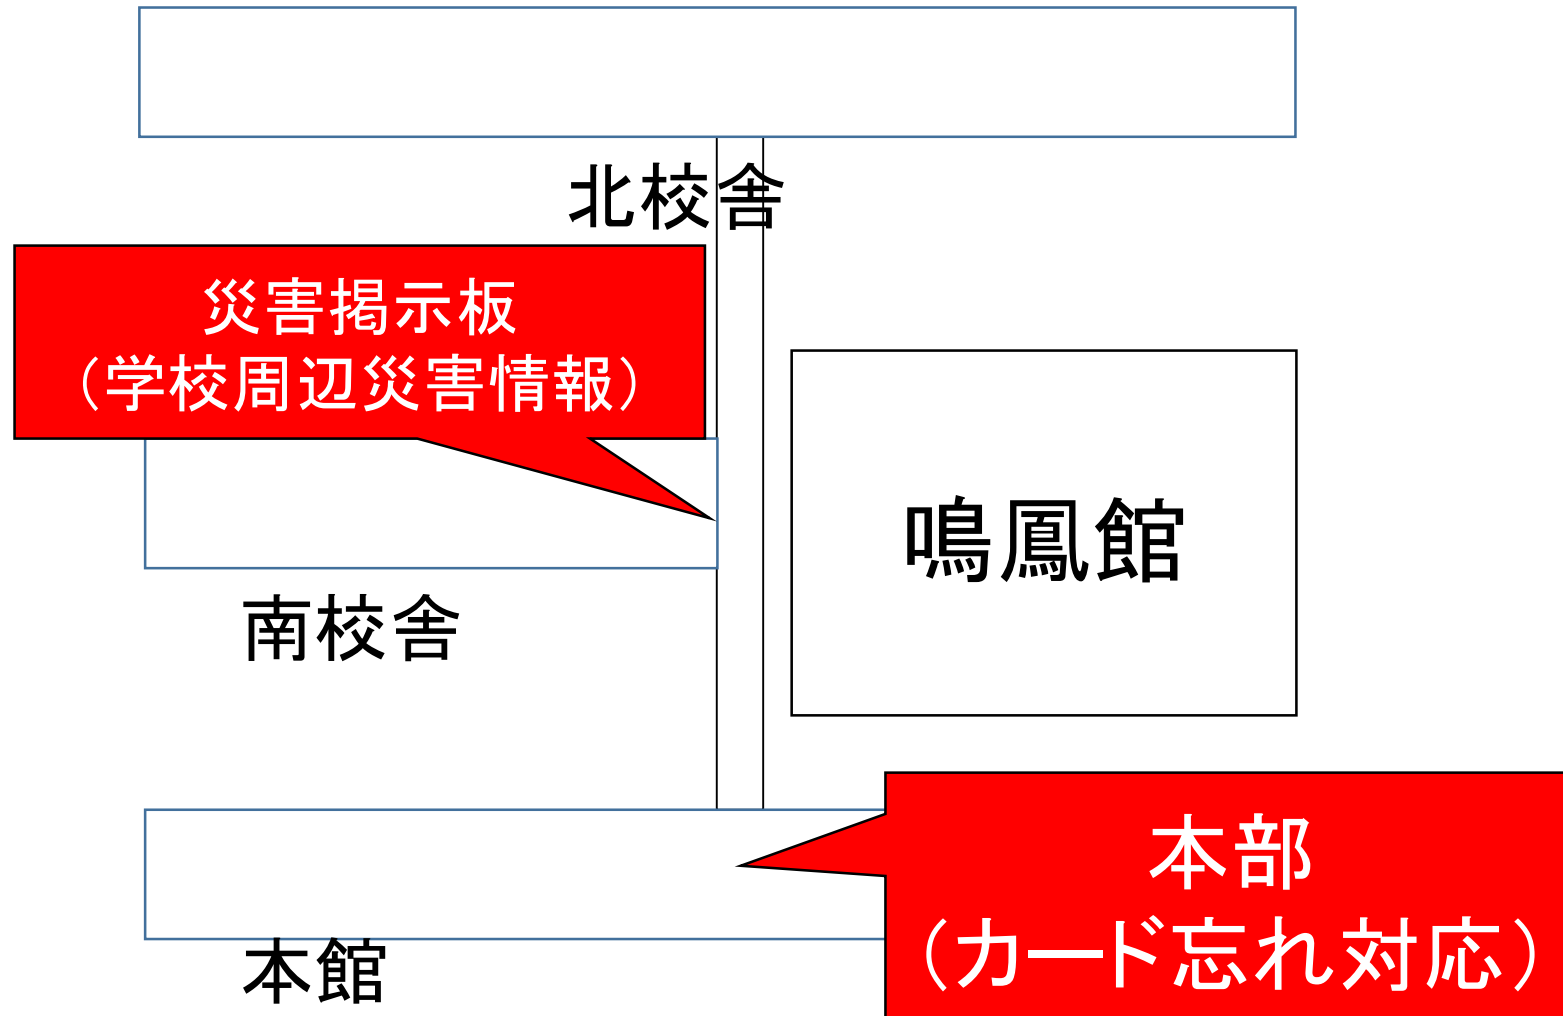 北校舎
災害掲示板
（学校周辺災害情報）
鳴鳳館
南校舎
本部
（カード忘れ対応）
本館